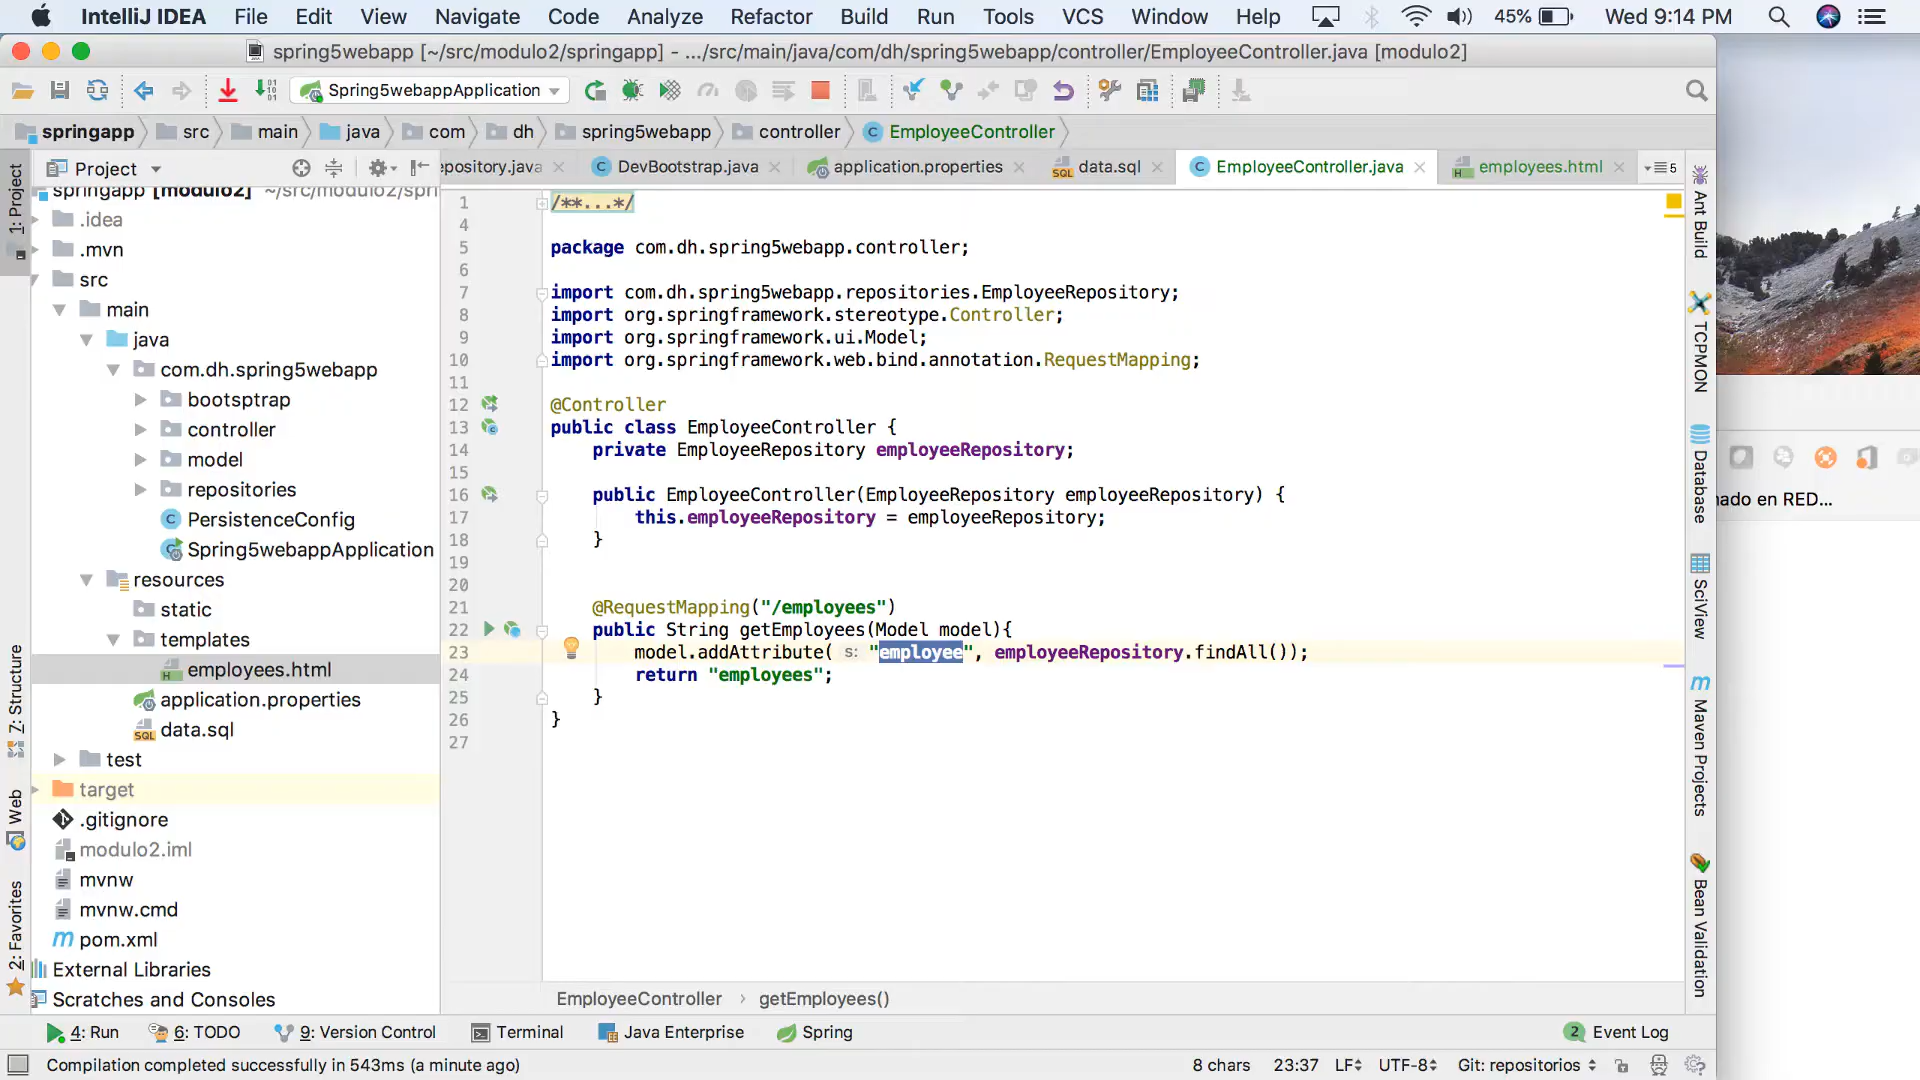 IntelliJ IDEA File Edit View Navigate Code Analyze Refactor Build Run Tools VCS Window Help 45% Wed 9:14 PM
spring5webapp [~/src/modulo2/springapp] - .../src/main/java/com/dh/spring5webapp/controller/EmployeeController.java [modulo2]
Spring5webappApplication
springapp src main java com dh spring5webapp controller EmployeeController
Project
epository.java DevBootstrap.java application.properties data.sql EmployeeController.java employees.html 5
springapp [modulo2] ~/src/modulo2/spri
.idea
.mvn
src
main
java
com.dh.spring5webapp
bootsptrap
controller
model
repositories
PersistenceConfig
Spring5webappApplication
resources
static
templates
employees.html
application.properties
data.sql
test
target
.gitignore
modulo2.iml
mvnw
mvnw.cmd
pom.xml
External Libraries
Scratches and Consoles
1: Project
Z: Structure
Web
2: Favorites
1 /**...*/
4
5 package com.dh.spring5webapp.controller;
6
7 import com.dh.spring5webapp.repositories.EmployeeRepository;
8 import org.springframework.stereotype.Controller;
9 import org.springframework.ui.Model;
10 import org.springframework.web.bind.annotation.RequestMapping;
11
12 @Controller
13 public class EmployeeController {
14 private EmployeeRepository employeeRepository;
15
16 public EmployeeController(EmployeeRepository employeeRepository) {
17 this.employeeRepository = employeeRepository;
18 }
19
20
21 @RequestMapping("/employees")
22 public String getEmployees(Model model){
23 model.addAttribute( s: "employee", employeeRepository.findAll());
24 return "employees";
25 }
26 }
27
EmployeeController › getEmployees()
Ant Build
TCPMON
Database
SciView
Maven Projects
Bean Validation
nado en RED...
4: Run 6: TODO 9: Version Control Terminal Java Enterprise Spring 2 Event Log
Compilation completed successfully in 543ms (a minute ago) 8 chars 23:37 LF UTF-8 Git: repositorios